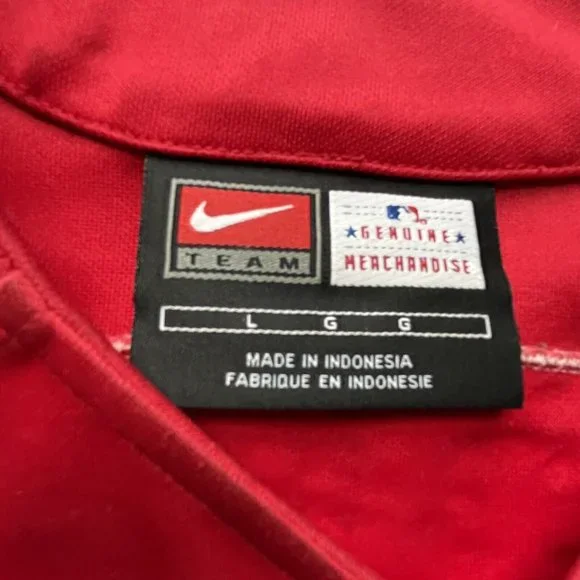 TEAM
GENUINE
MERCHANDISE
L G G
MADE IN INDONESIA
FABRIQUE EN INDONESIE